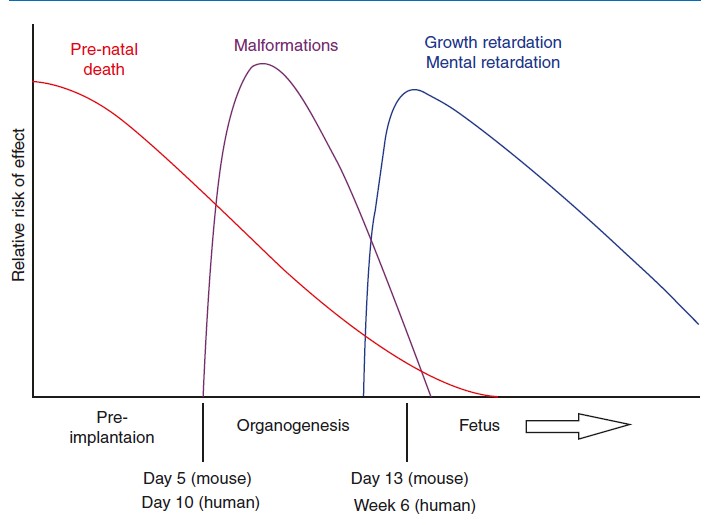 Pre-natal
death
Malformations
Growth retardation
Mental retardation
Relative risk of effect
Pre-
implantaion
Organogenesis
Fetus
Day 5 (mouse)
Day 10 (human)
Day 13 (mouse)
Week 6 (human)